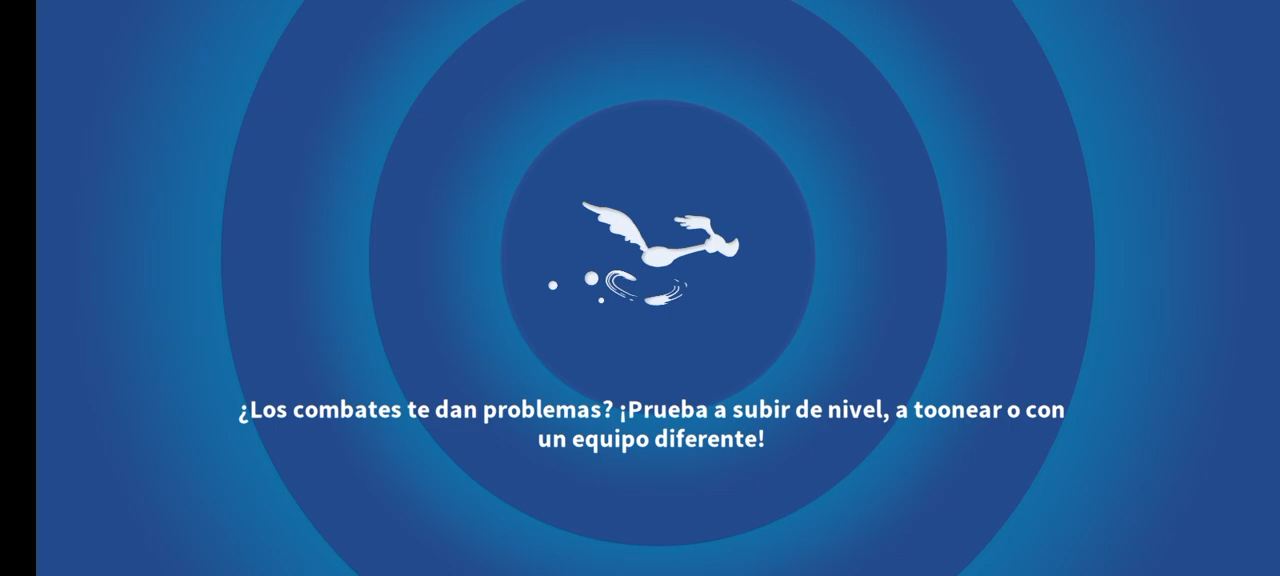 ¿Los combates te dan problemas? ¡Prueba a subir de nivel, a toonear o con
un equipo diferente!